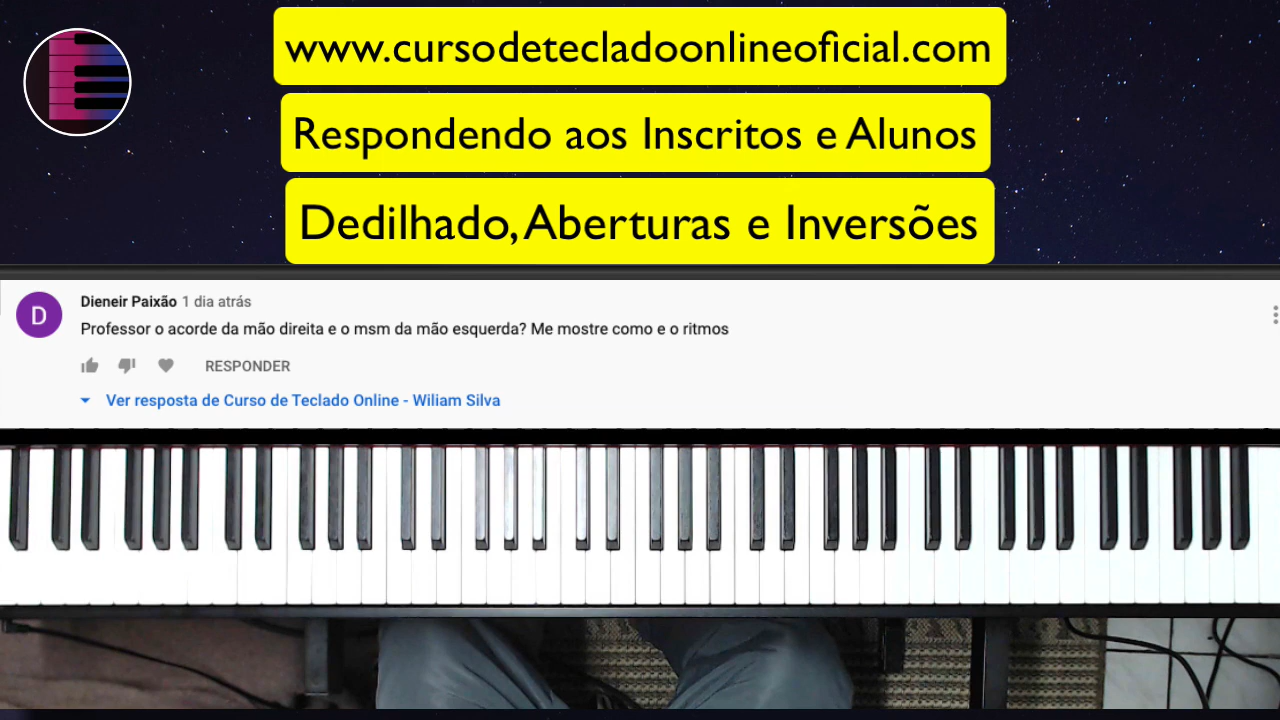 www.cursodetecladoonlineoficial.com
Respondendo aos Inscritos e Alunos
Dedilhado, Aberturas e Inversões
D
Dieneir Paixão 1 dia atrás
Professor o acorde da mão direita e o msm da mão esquerda? Me mostre como e o ritmos
RESPONDER
Ver resposta de Curso de Teclado Online - Wiliam Silva